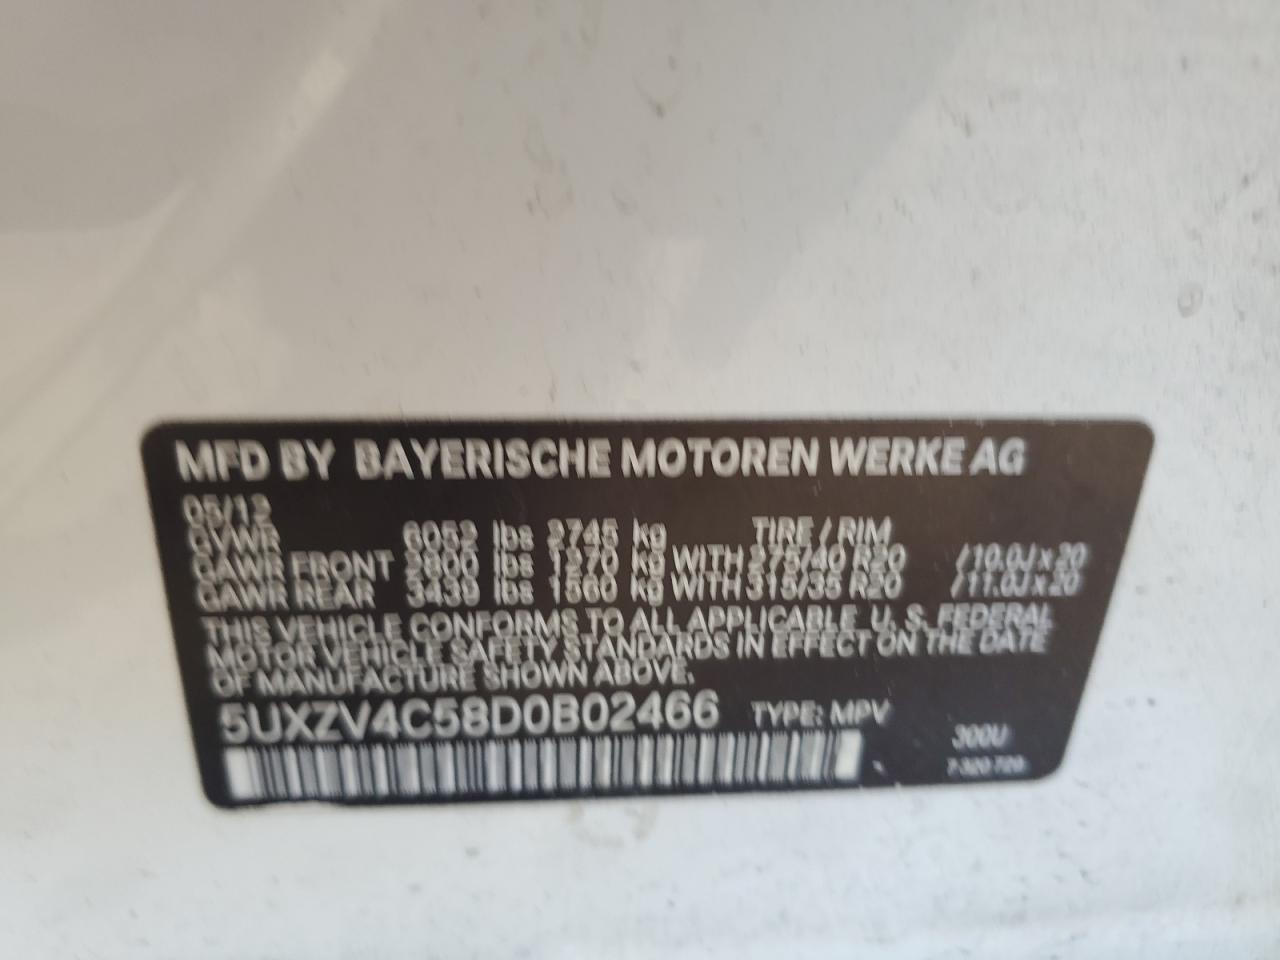 MFD BY BAYERISCHE MOTOREN WERKE AG
05/12
GVWR 6052 lbs 2745 kg TIRE / RIM
GAWR FRONT 2800 lbs 1270 kg WITH 275/40 R20 /10.0J x 20
GAWR REAR 3439 lbs 1560 kg WITH 315/35 R20 /11.0J x 20
THIS VEHICLE CONFORMS TO ALL APPLICABLE U. S. FEDERAL
MOTOR VEHICLE SAFETY STANDARDS IN EFFECT ON THE DATE
OF MANUFACTURE SHOWN ABOVE.
5UXZV4C58D0B02466 TYPE: MPV
300U
7 320 729